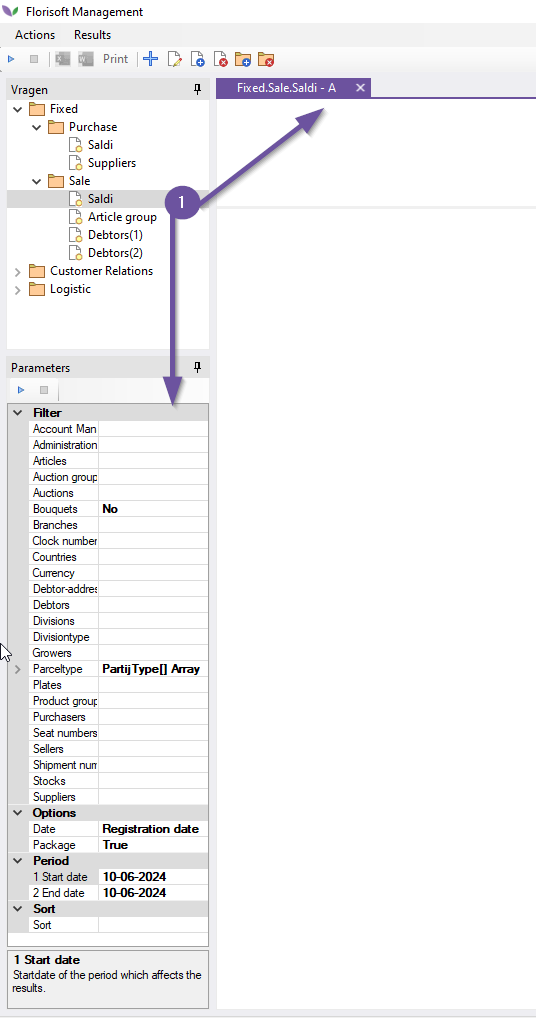 Florisoft Management
Actions Results
Print
Vragen
Fixed.Sale.Saldi - A
Fixed
Purchase
Saldi
Suppliers
Sale
Saldi
1
Article group
Debtors(1)
Debtors(2)
Customer Relations
Logistic
Parameters
Filter
Account Man
Administration
Articles
Auction group
Auctions
Bouquets No
Branches
Clock number
Countries
Currency
Debtor-addres
Debtors
Divisions
Divisiontype
Growers
Parceltype PartijType[] Array
Plates
Product group
Purchasers
Seat numbers
Sellers
Shipment num
Stocks
Suppliers
Options
Date Registration date
Package True
Period
1 Start date 10-06-2024
2 End date 10-06-2024
Sort
Sort
1 Start date
Startdate of the period which affects the
results.